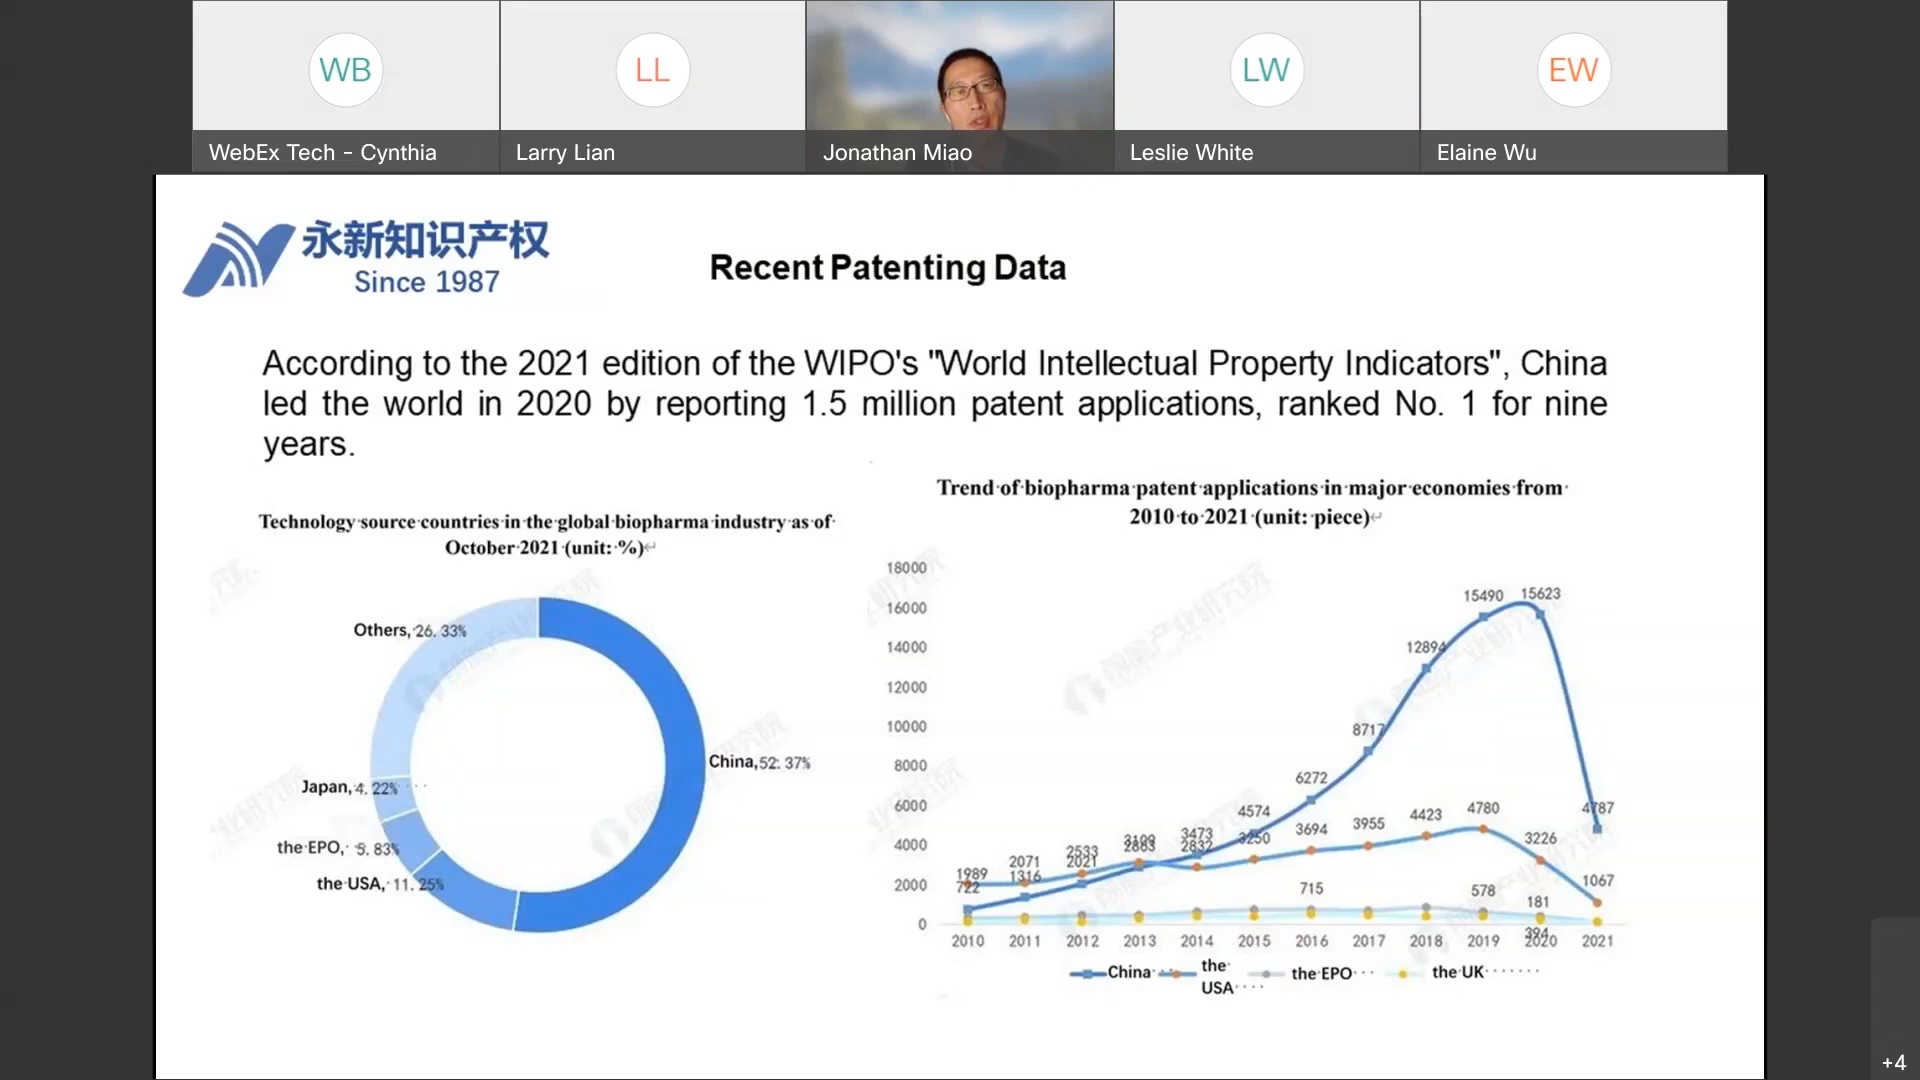 WB
LL
LW
EW
WebEx Tech - Cynthia
Larry Lian
Jonathan Miao
Leslie White
Elaine Wu
永新知识产权
Since 1987
Recent Patenting Data
According to the 2021 edition of the WIPO's "World Intellectual Property Indicators", China
led the world in 2020 by reporting 1.5 million patent applications, ranked No. 1 for nine
years.
Technology source countries in the global biopharma industry as of
October 2021 (unit: %)
Others, 26. 33%
Japan, 4. 22%
the EPO, 5. 83%
the USA, 11. 25%
China, 52. 37%
Trend of biopharma patent applications in major economies from
2010 to 2021 (unit: piece)
18000
16000
14000
12000
10000
8000
6000
4000
2000
0
15490 15623
12894
8717
6272
4574
4787
3473
2832
3250
3694
3955
4423
4780
3226
1067
2533
2021
2071
1316
1989
722
715
578
181
394
2010 2011 2012 2013 2014 2015 2016 2017 2018 2019 2020 2021
China
the
USA
the EPO
the UK
+4